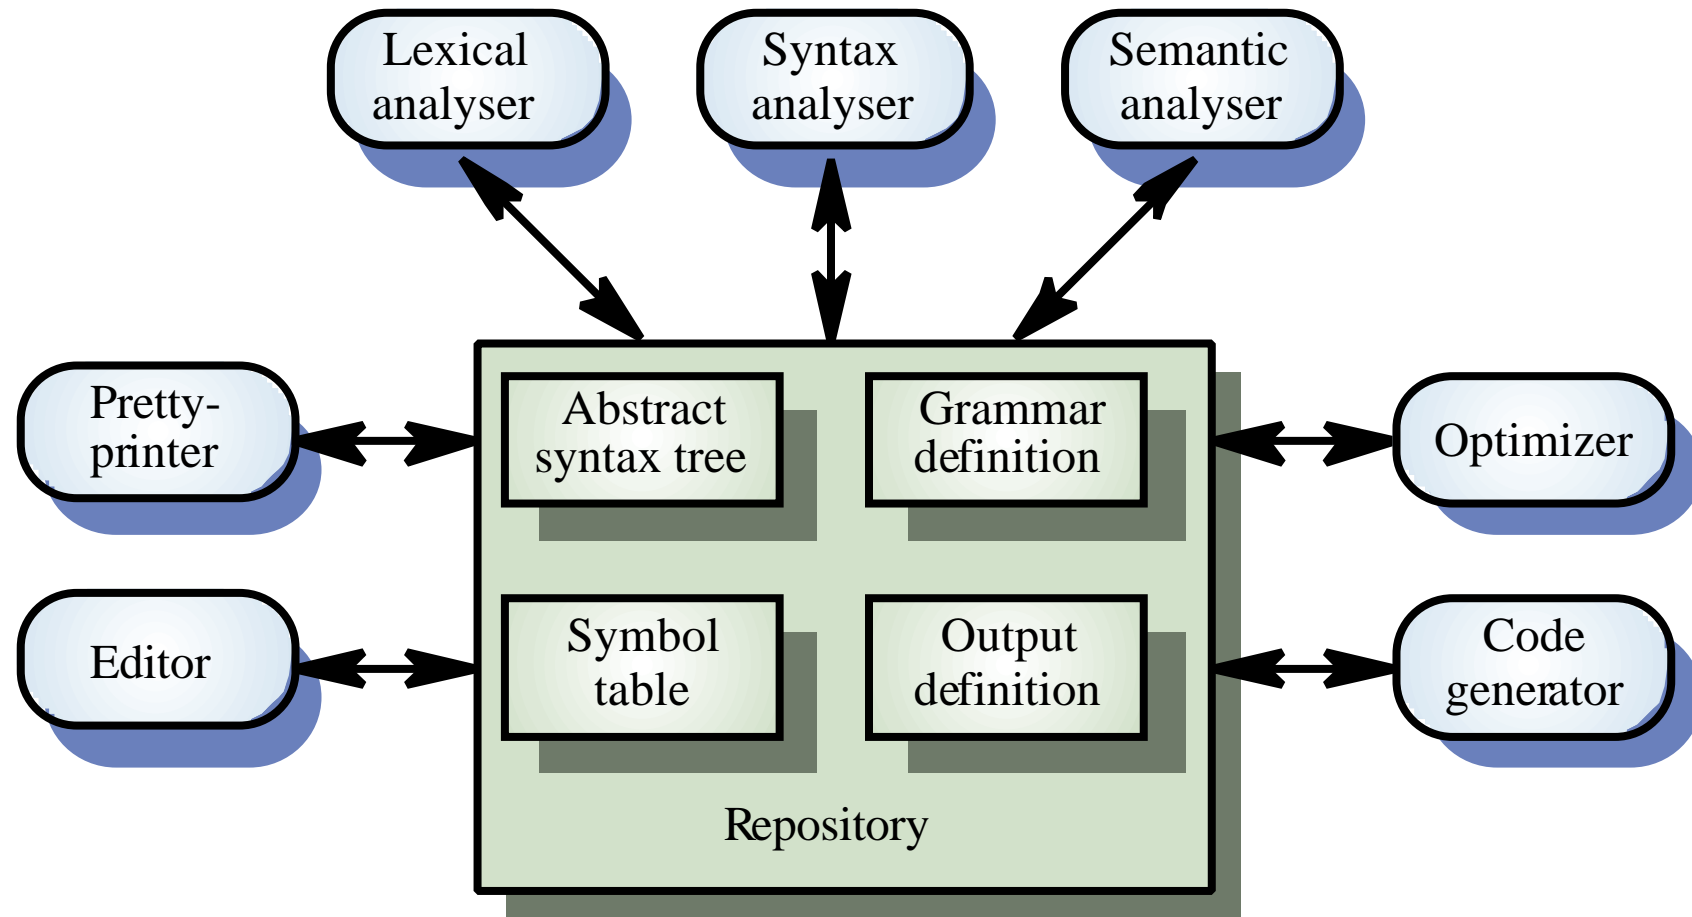 Lexical
analyser
Syntax
analyser
Semantic
analyser
Pretty-
printer
Abstract
syntax tree
Grammar
definition
Optimizer
Editor
Symbol
table
Output
definition
Code
generator
Repository